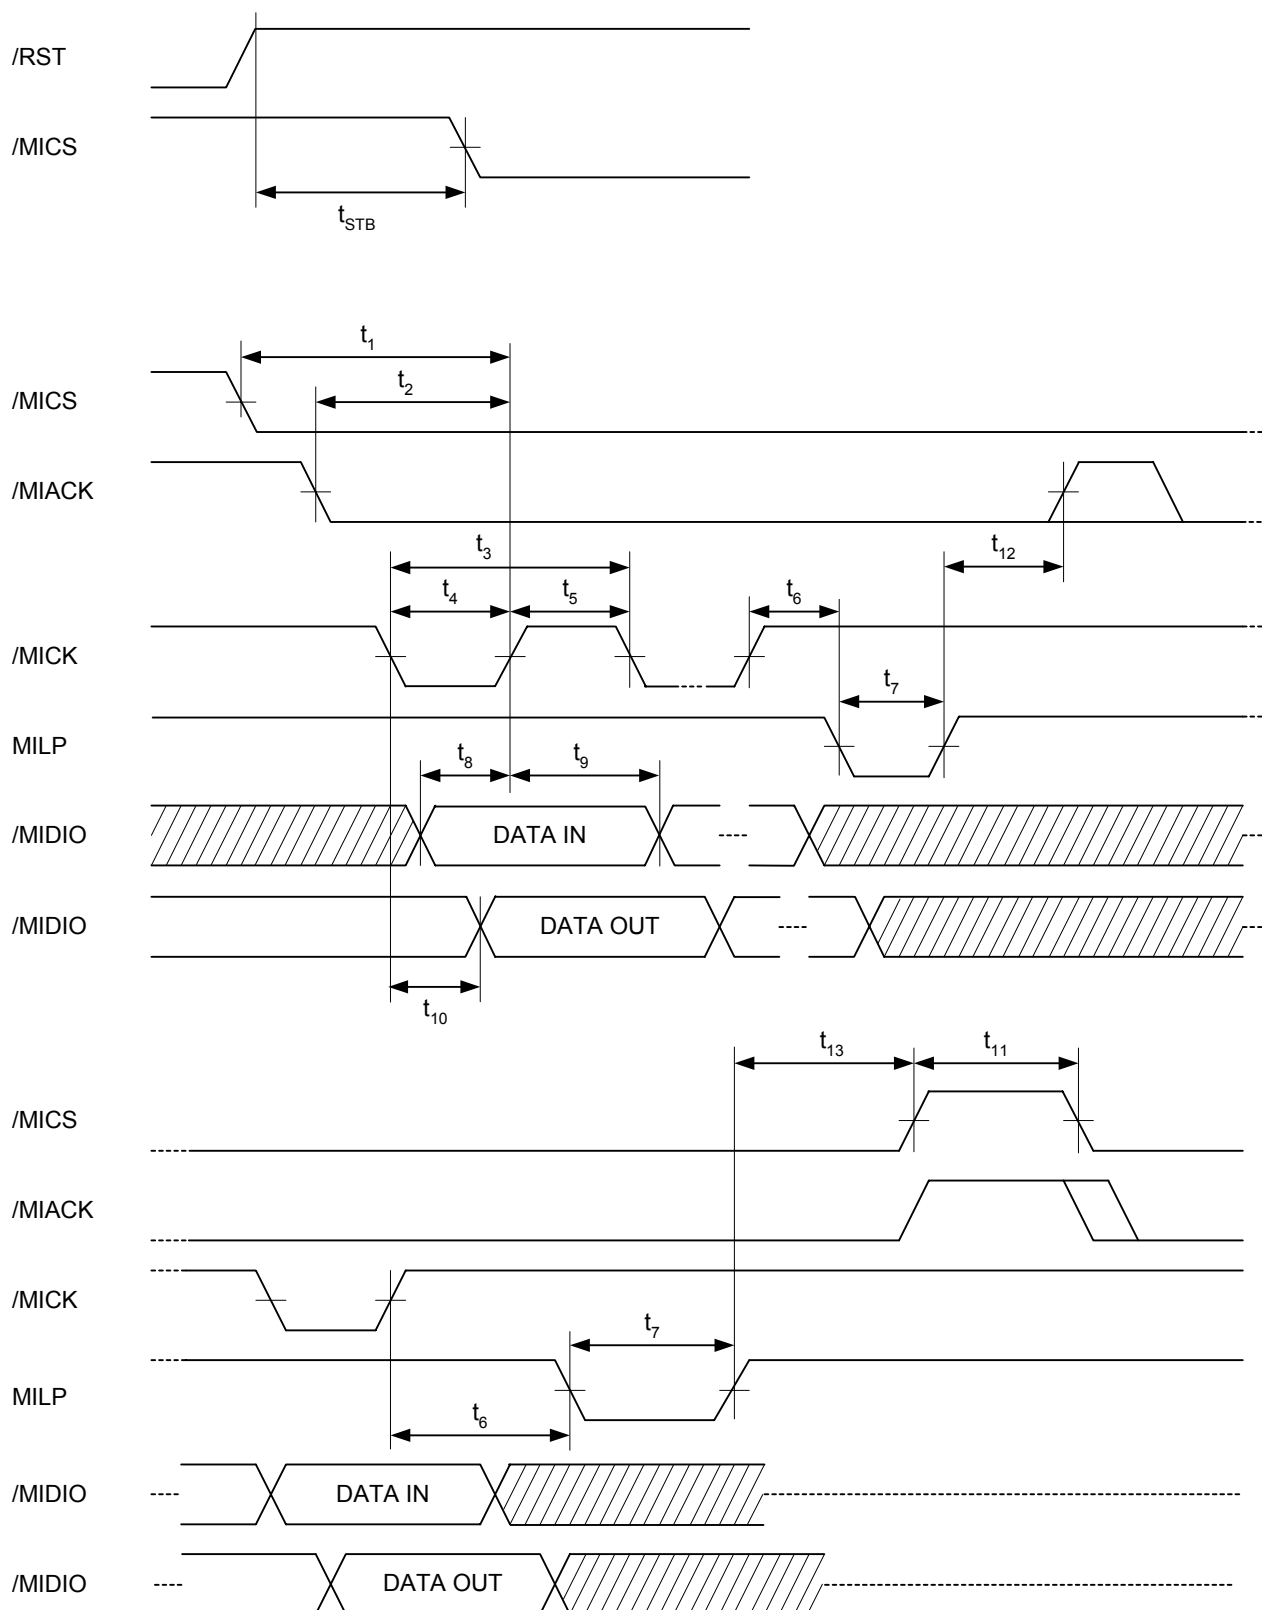 /RST
/MICS
tSTB
t1
/MICS
t2
/MIACK
t3
t12
t4
t5
t6
/MICK
t7
MILP
t8
t9
/MIDIO
DATA IN
/MIDIO
DATA OUT
t10
t13
t11
/MICS
/MIACK
/MICK
t7
MILP
t6
/MIDIO
DATA IN
/MIDIO
DATA OUT